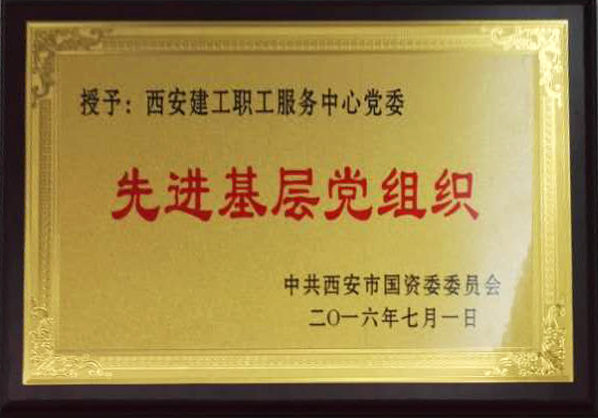 授予：西安建工职工服务中心党委
先进基层党组织
中共西安市国资委委员会
二〇一六年七月一日